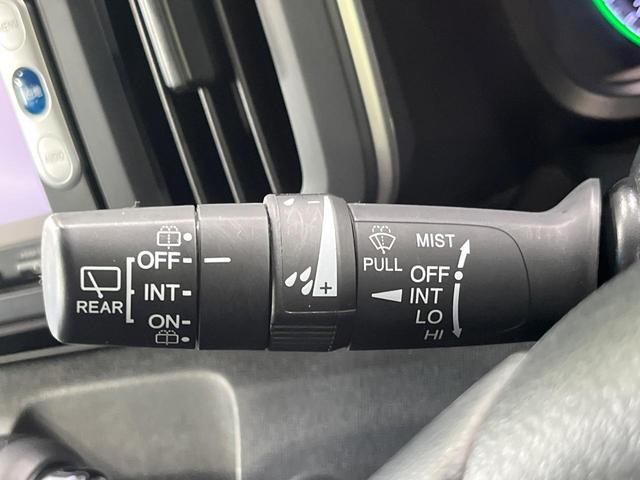 OFF
INT
ON
REAR
−
+
PULL
MIST
OFF
INT
LO
HI